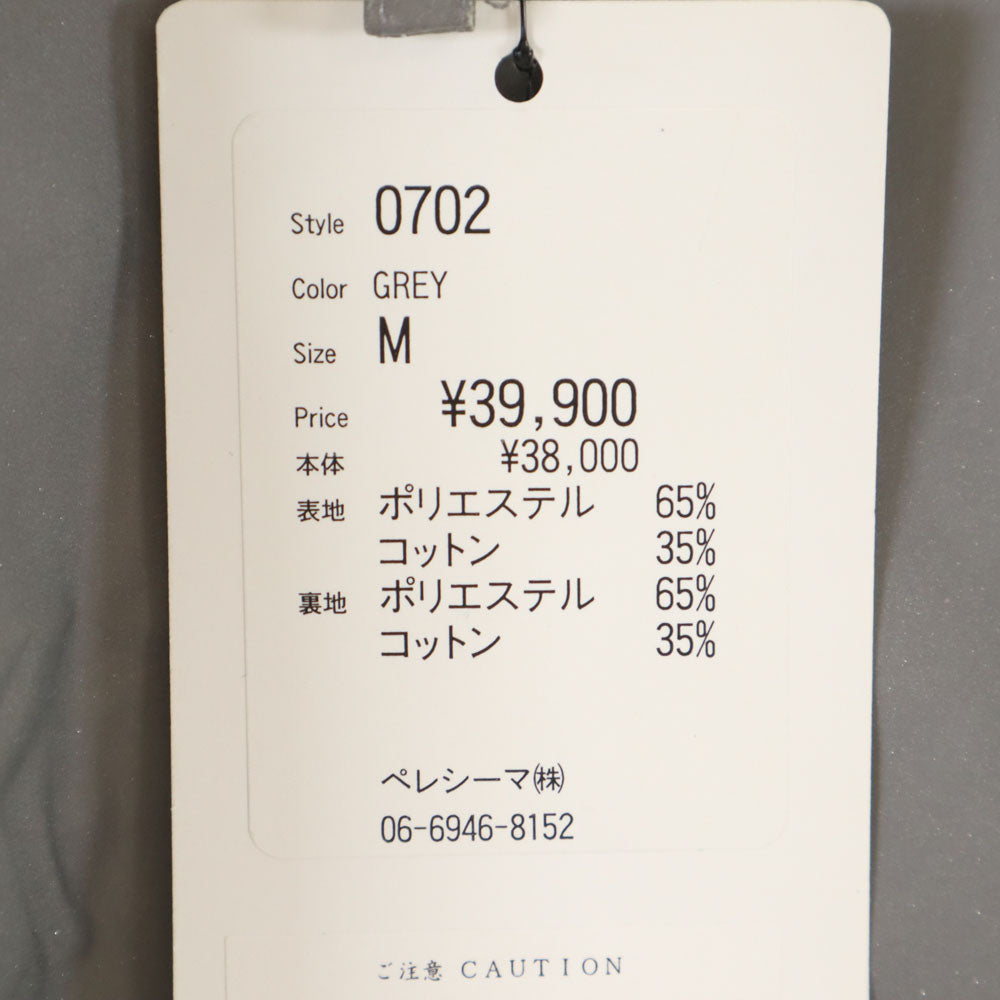 Style 0702
Color GREY
Size M
Price ¥39,900
本体 ¥38,000
表地 ポリエステル 65%
コットン 35%
裏地 ポリエステル 65%
コットン 35%
ペレシーマ㈱
06-6946-8152
ご注意 CAUTION